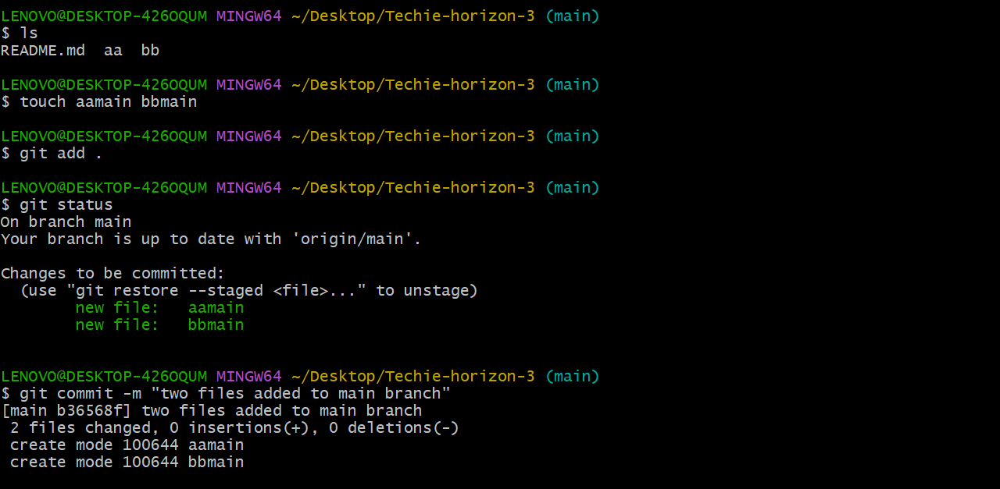 LENOVO@DESKTOP-426OQUM MINGW64 ~/Desktop/Techie-horizon-3 (main)
$ ls
README.md  aa  bb
LENOVO@DESKTOP-426OQUM MINGW64 ~/Desktop/Techie-horizon-3 (main)
$ touch aamain bbmain
LENOVO@DESKTOP-426OQUM MINGW64 ~/Desktop/Techie-horizon-3 (main)
$ git add .
LENOVO@DESKTOP-426OQUM MINGW64 ~/Desktop/Techie-horizon-3 (main)
$ git status
On branch main
Your branch is up to date with 'origin/main'.
Changes to be committed:
  (use "git restore --staged <file>..." to unstage)
        new file:   aamain
        new file:   bbmain
LENOVO@DESKTOP-426OQUM MINGW64 ~/Desktop/Techie-horizon-3 (main)
$ git commit -m "two files added to main branch"
[main b36568f] two files added to main branch
 2 files changed, 0 insertions(+), 0 deletions(-)
 create mode 100644 aamain
 create mode 100644 bbmain